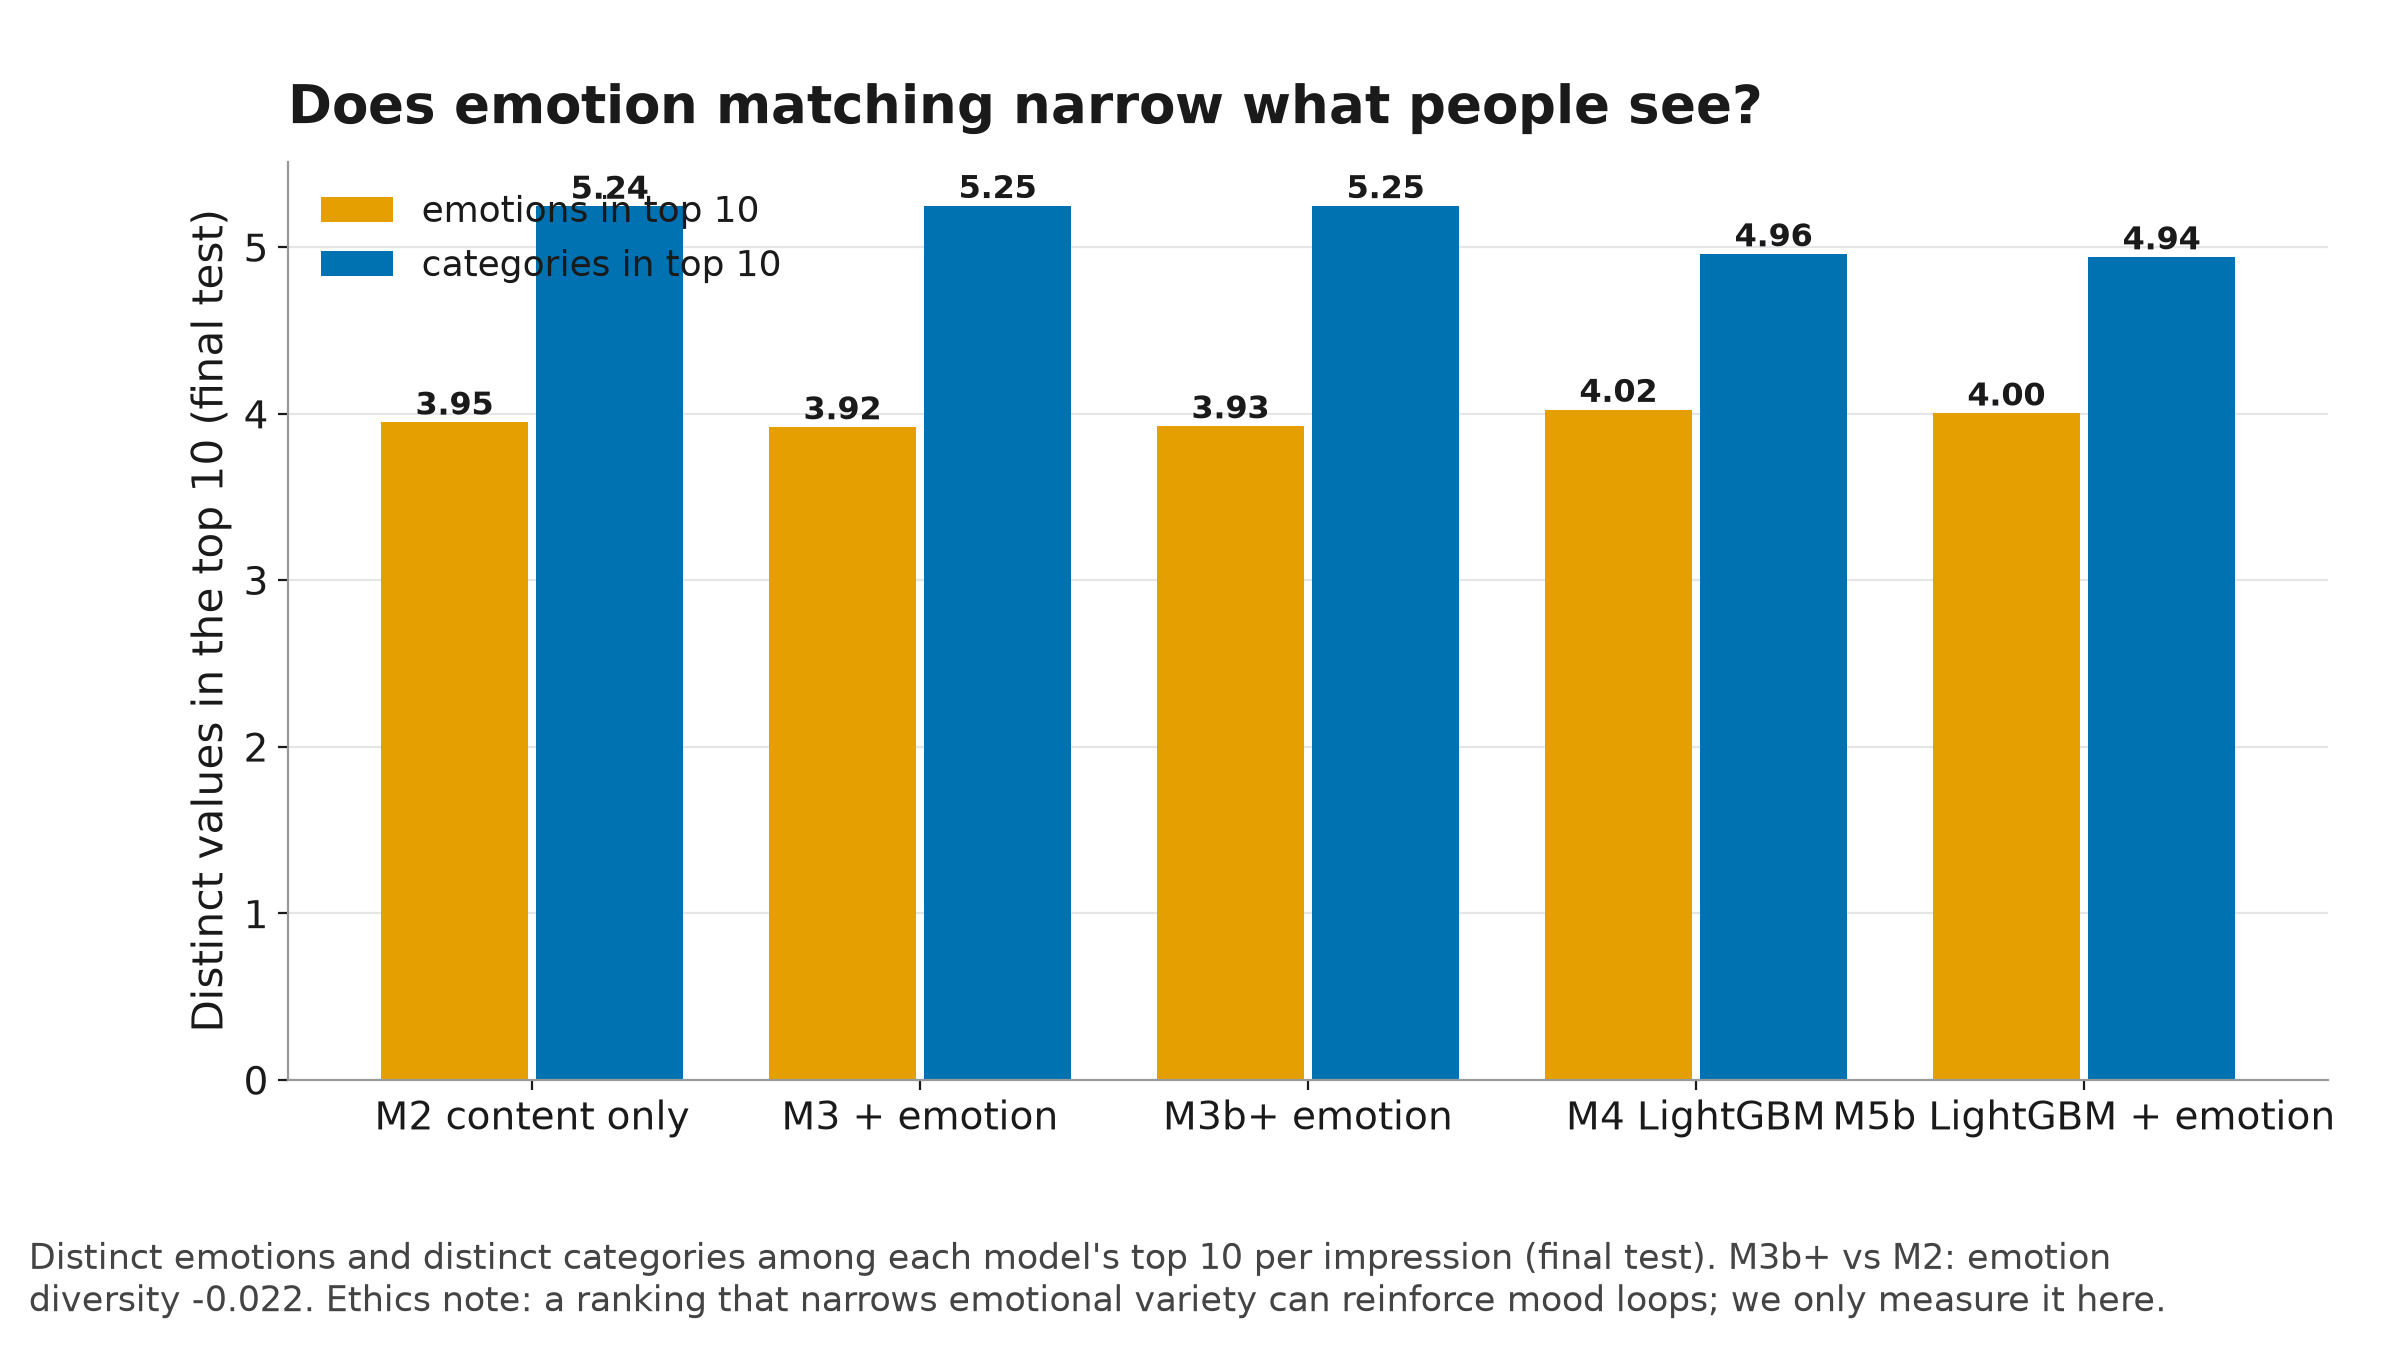 Does emotion matching narrow what people see?
Distinct values in the top 10 (final test)
emotions in top 10
categories in top 10
5
4
3
2
1
0
3.95
5.24
3.92
5.25
3.93
5.25
4.02
4.96
4.00
4.94
M2 content only
M3 + emotion
M3b+ emotion
M4 LightGBM
M5b LightGBM + emotion
Distinct emotions and distinct categories among each model's top 10 per impression (final test). M3b+ vs M2: emotion
diversity -0.022. Ethics note: a ranking that narrows emotional variety can reinforce mood loops; we only measure it here.